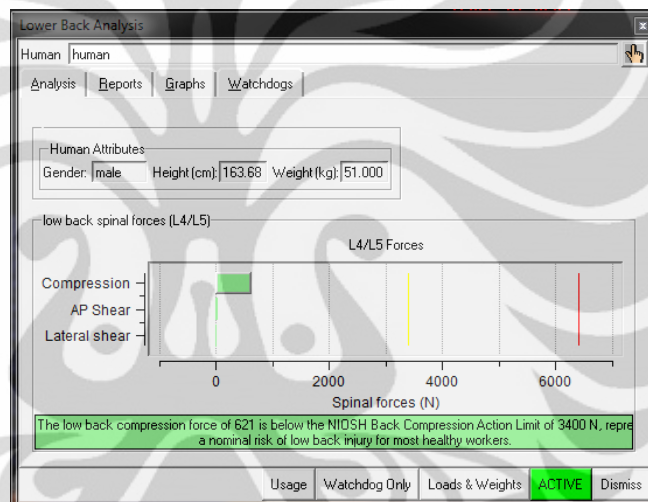 Lower Back Analysis
Human human
Analysis Reports Graphs Watchdogs
Human Attributes
Gender: male Height (cm): 163.68 Weight (kg): 51.000
low back spinal forces (L4/L5)
L4/L5 Forces
Compression
AP Shear
Lateral shear
0 2000 4000 6000
Spinal forces (N)
The low back compression force of 621 is below the NIOSH Back Compression Action Limit of 3400 N, repre
a nominal risk of low back injury for most healthy workers.
Usage Watchdog Only Loads & Weights ACTIVE Dismiss